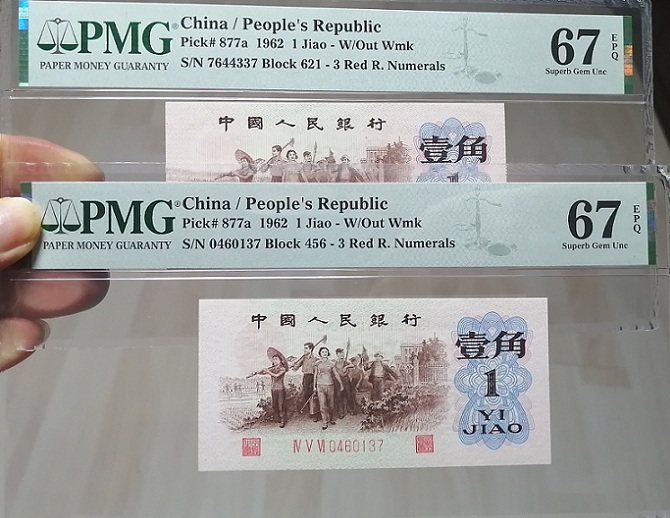 PMG
PAPER MONEY GUARANTY
China / People's Republic
Pick# 877a 1962 1 Jiao - W/Out Wmk
S/N 7644337 Block 621 - 3 Red R. Numerals
67 EPQ
Superb Gem Unc
中國人民銀行
壹角
PMG®
PAPER MONEY GUARANTY
China / People's Republic
Pick# 877a 1962 1 Jiao - W/Out Wmk
S/N 0460137 Block 456 - 3 Red R. Numerals
67 EPQ
Superb Gem Unc
中國人民銀行
壹角
1
YI
JIAO
Ⅳ Ⅴ Ⅵ 0460137